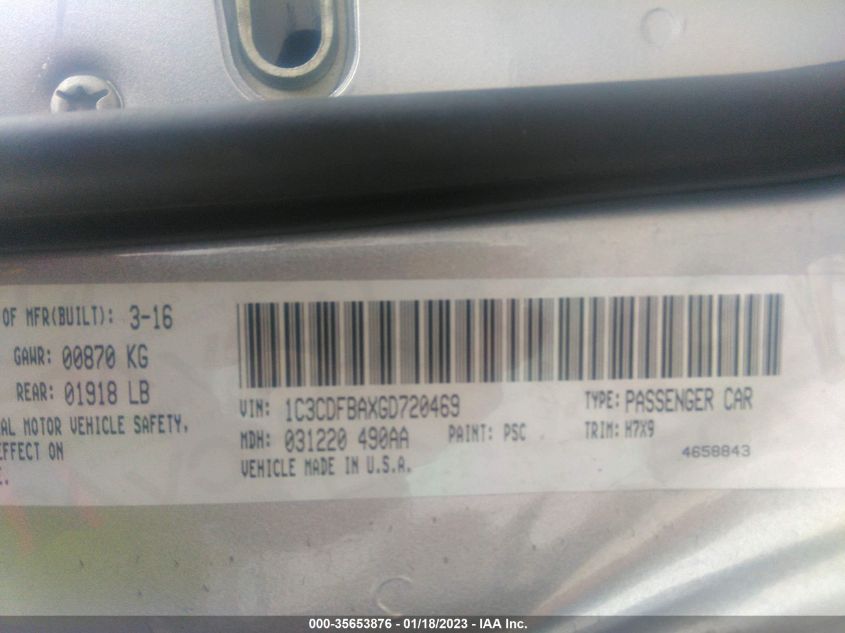 OF MFR(BUILT): 3-16
GAWR: 00870 KG
REAR: 01918 LB
AL MOTOR VEHICLE SAFETY,
EFFECT ON
E.
VIN: 1C3CDFBAXGD720469
TYPE: PASSENGER CAR
MDH: 031220 490AA
PAINT: PSC
TRIM: H7X9
VEHICLE MADE IN U.S.A.
4658843
000-35653876 - 01/18/2023 - IAA Inc.